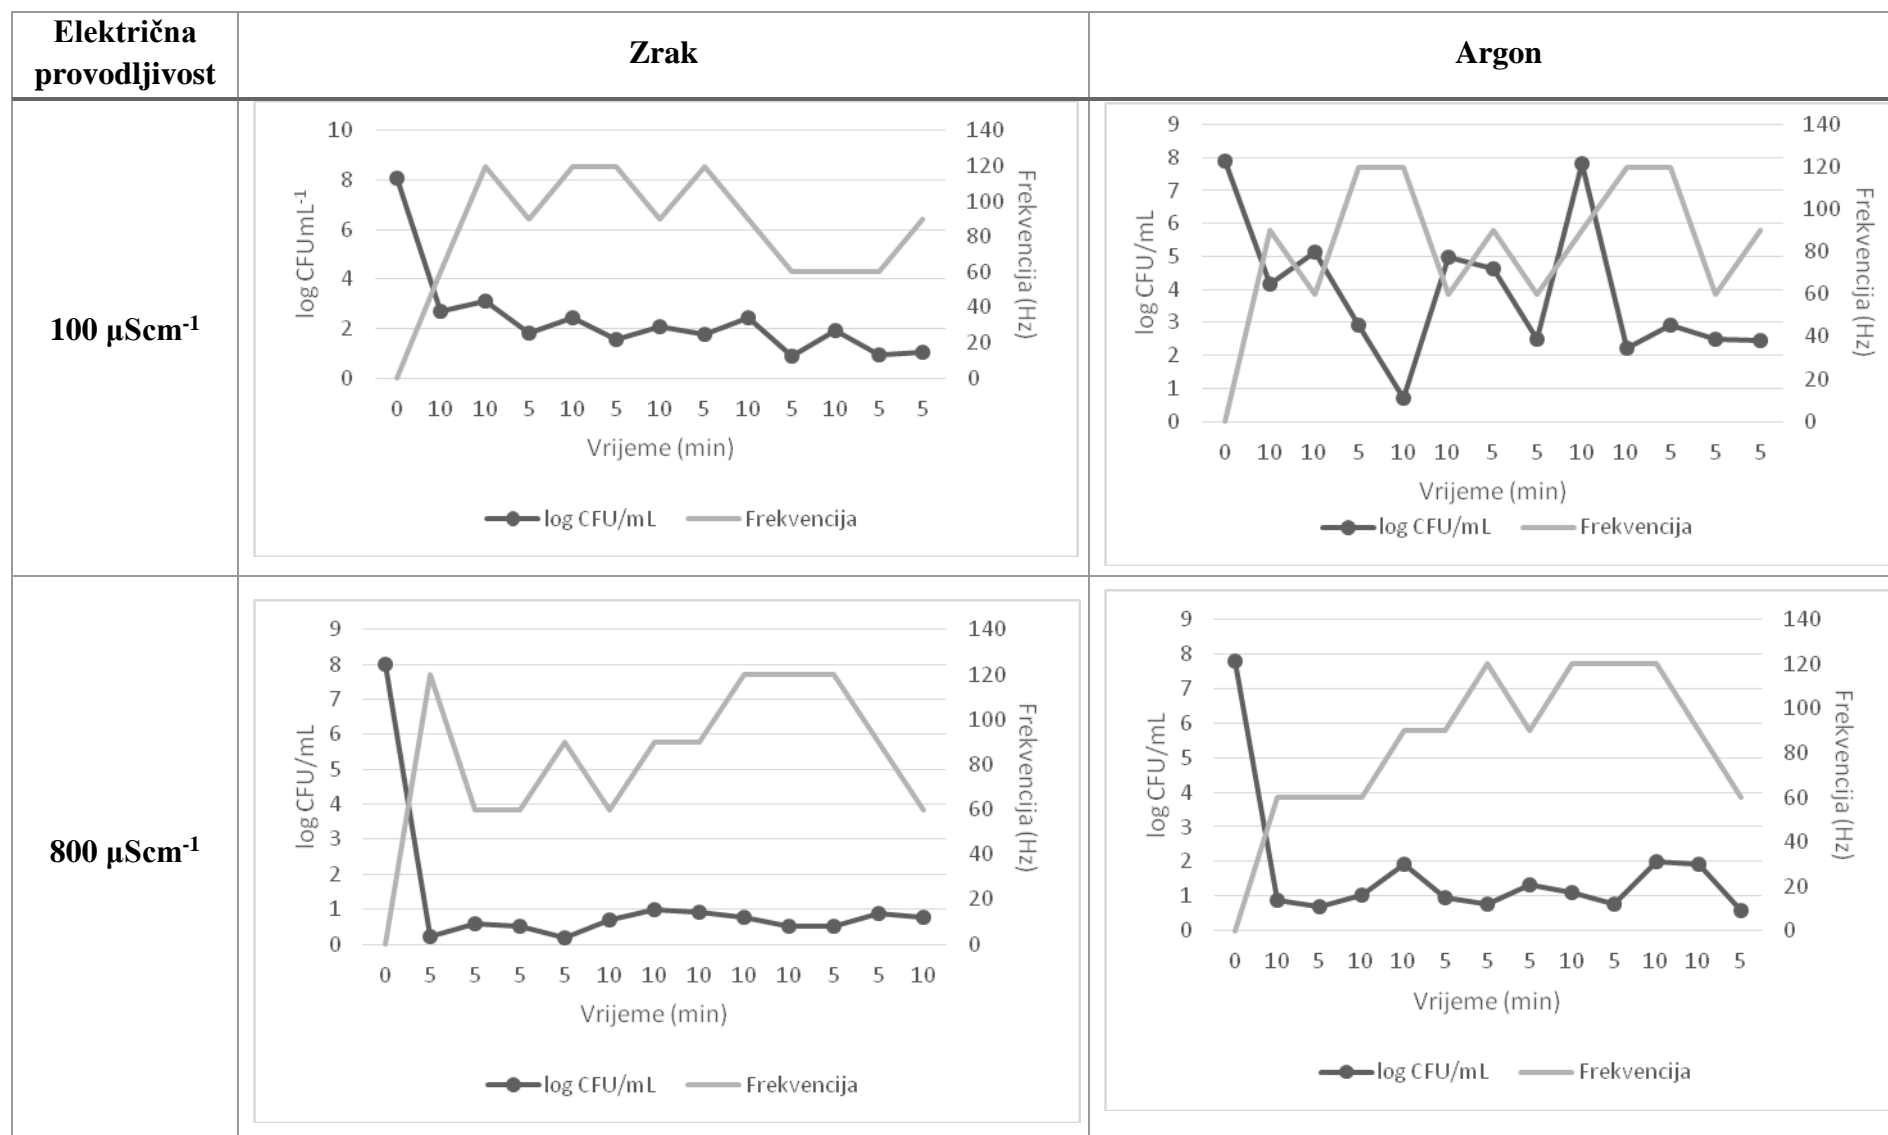 Električna
provodljivost
Zrak
Argon
100 µScm-1
10
8
6
4
2
0
log CFUmL-1
140
120
100
80
60
40
20
0
Frekvencija (Hz)
0 10 10 5 10 5 10 5 10 5 10 5 5
Vrijeme (min)
log CFU/mL Frekvencija
9
8
7
6
5
4
3
2
1
0
log CFU/mL
140
120
100
80
60
40
20
0
Frekvencija (Hz)
0 10 10 5 10 10 5 5 10 10 5 5 5
Vrijeme (min)
log CFU/mL Frekvencija
800 µScm-1
9
8
7
6
5
4
3
2
1
0
log CFU/mL
140
120
100
80
60
40
20
0
Frekvencija (Hz)
0 5 5 5 5 10 10 10 10 10 5 5 10
Vrijeme (min)
log CFU/mL Frekvencija
9
8
7
6
5
4
3
2
1
0
log CFU/mL
140
120
100
80
60
40
20
0
Frekvencija (Hz)
0 10 5 10 10 5 5 5 10 5 10 10 5
Vrijeme (min)
log CFU/mL Frekvencija